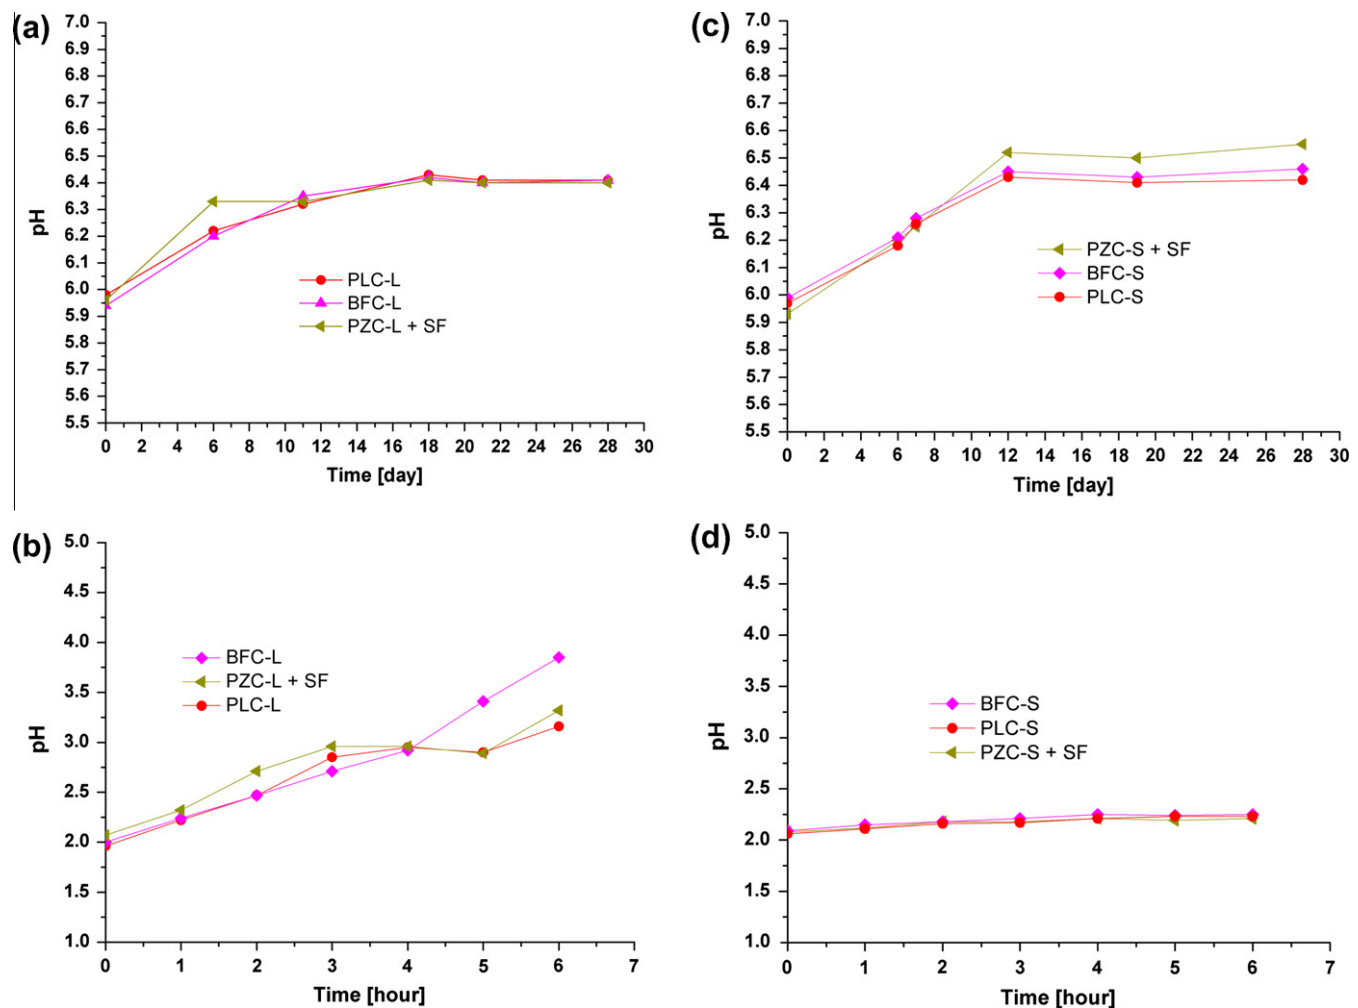 (a)
7.0
6.9
6.8
6.7
6.6
6.5
6.4
6.3
6.2
6.1
6.0
5.9
5.8
5.7
5.6
5.5
pH
PLC-L
BFC-L
PZC-L + SF
0 2 4 6 8 10 12 14 16 18 20 22 24 26 28 30
Time [day]
(c)
7.0
6.9
6.8
6.7
6.6
6.5
6.4
6.3
6.2
6.1
6.0
5.9
5.8
5.7
5.6
5.5
pH
PZC-S + SF
BFC-S
PLC-S
0 2 4 6 8 10 12 14 16 18 20 22 24 26 28 30
Time [day]
(b)
5.0
4.5
4.0
3.5
3.0
2.5
2.0
1.5
1.0
pH
BFC-L
PZC-L + SF
PLC-L
0 1 2 3 4 5 6 7
Time [hour]
(d)
5.0
4.5
4.0
3.5
3.0
2.5
2.0
1.5
1.0
pH
BFC-S
PLC-S
PZC-S + SF
0 1 2 3 4 5 6 7
Time [hour]